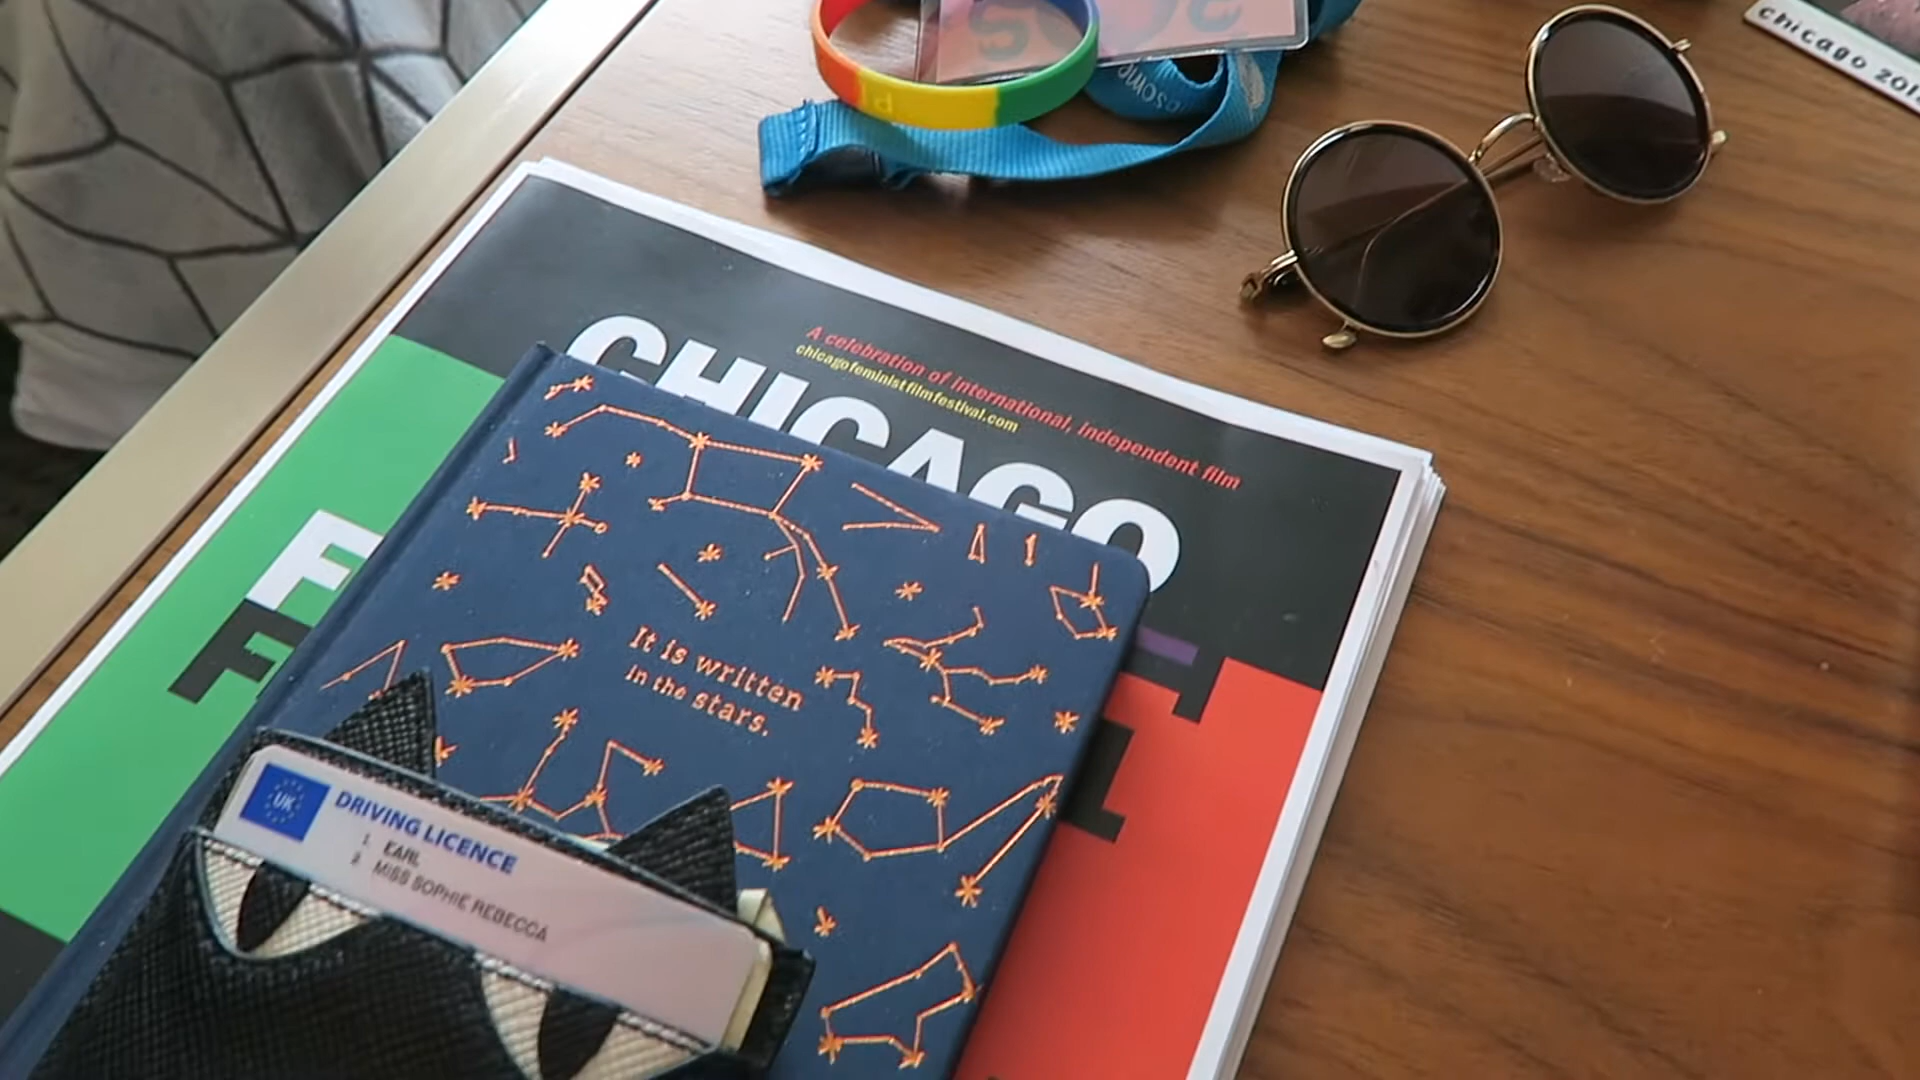 chicago 201
A celebration of international, independent film
chicagofeministfilmfestival.com
CHICAGO
It is written
in the stars.
UK
DRIVING LICENCE
1. EARL
2. MISS SOPHIE REBECCA